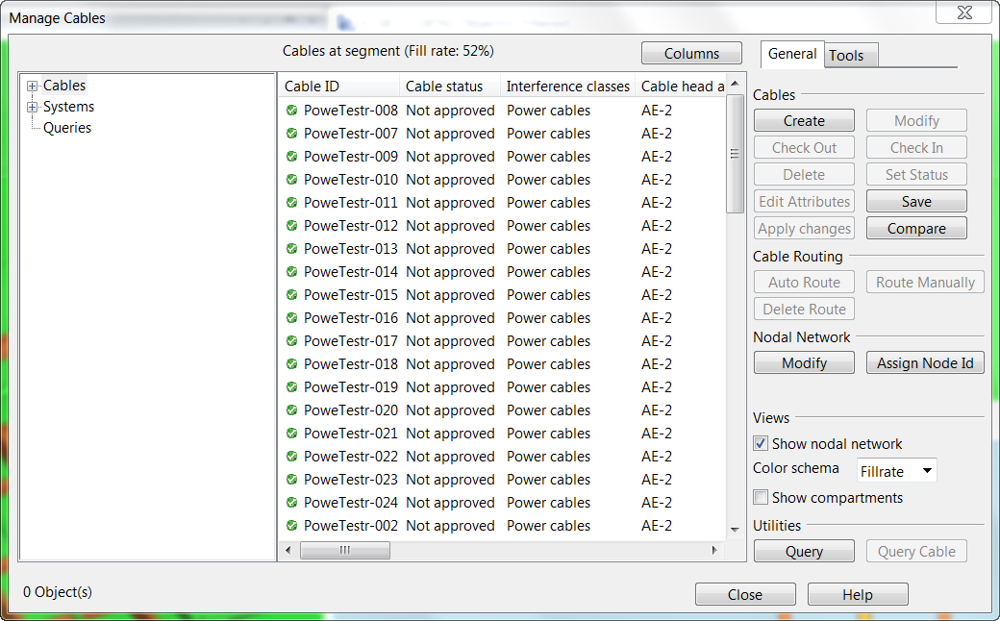 Manage Cables
Cables at segment (Fill rate: 52%)
Columns
General Tools
Cables
Systems
Queries
Cable ID Cable status Interference classes Cable head a
PoweTestr-008 Not approved Power cables AE-2
PoweTestr-007 Not approved Power cables AE-2
PoweTestr-009 Not approved Power cables AE-2
PoweTestr-010 Not approved Power cables AE-2
PoweTestr-011 Not approved Power cables AE-2
PoweTestr-012 Not approved Power cables AE-2
PoweTestr-013 Not approved Power cables AE-2
PoweTestr-014 Not approved Power cables AE-2
PoweTestr-015 Not approved Power cables AE-2
PoweTestr-016 Not approved Power cables AE-2
PoweTestr-017 Not approved Power cables AE-2
PoweTestr-018 Not approved Power cables AE-2
PoweTestr-019 Not approved Power cables AE-2
PoweTestr-020 Not approved Power cables AE-2
PoweTestr-021 Not approved Power cables AE-2
PoweTestr-022 Not approved Power cables AE-2
PoweTestr-023 Not approved Power cables AE-2
PoweTestr-024 Not approved Power cables AE-2
PoweTestr-002 Not approved Power cables AE-2
Cables
Create Modify
Check Out Check In
Delete Set Status
Edit Attributes Save
Apply changes Compare
Cable Routing
Auto Route Route Manually
Delete Route
Nodal Network
Modify Assign Node Id
Views
Show nodal network
Color schema Fillrate
Show compartments
Utilities
Query Query Cable
0 Object(s)
Close Help